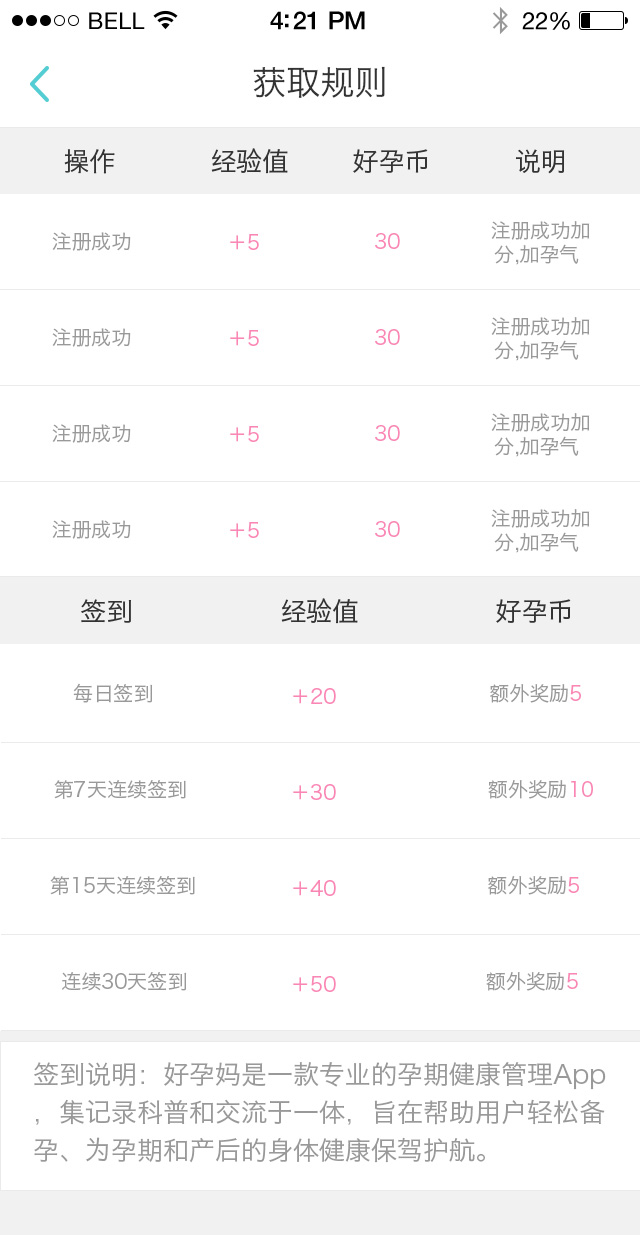 BELL 4:21 PM 22%
获取规则
操作 经验值 好孕币 说明
注册成功 +5 30 注册成功加
分,加孕气
注册成功 +5 30 注册成功加
分,加孕气
注册成功 +5 30 注册成功加
分,加孕气
注册成功 +5 30 注册成功加
分,加孕气
签到 经验值 好孕币
每日签到 +20 额外奖励5
第7天连续签到 +30 额外奖励10
第15天连续签到 +40 额外奖励5
连续30天签到 +50 额外奖励5
签到说明：好孕妈是一款专业的孕期健康管理App
，集记录科普和交流于一体，旨在帮助用户轻松备
孕、为孕期和产后的身体健康保驾护航。